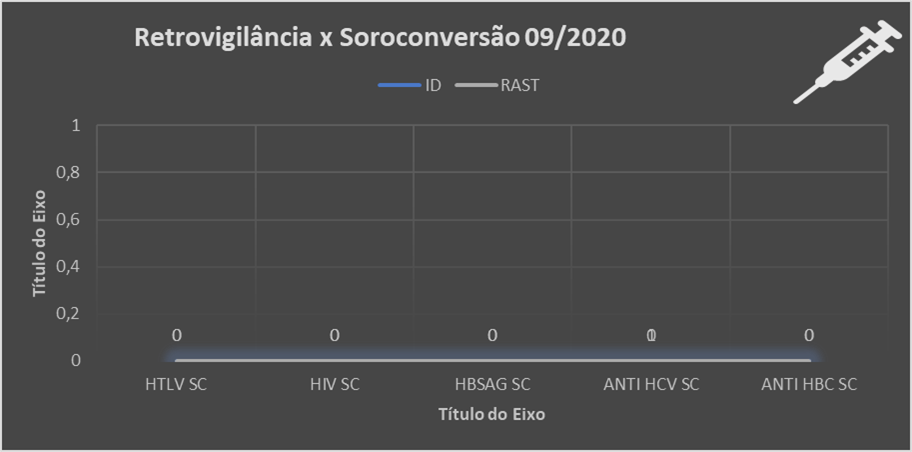 Retrovigilância x Soroconversão 09/2020
ID RAST
1
0,8
0,6
0,4
0,2
0
Título do Eixo
0 0 0 0
HTLV SC HIV SC HBSAG SC ANTI HCV SC ANTI HBC SC
Título do Eixo